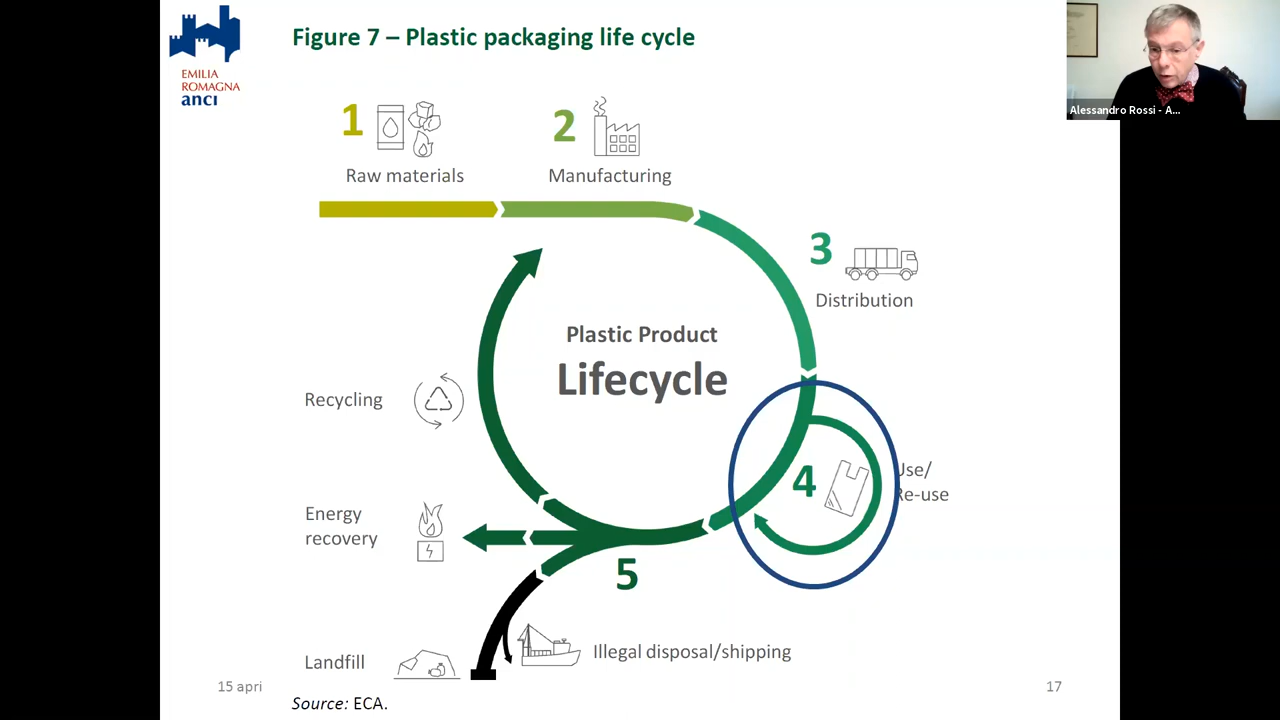 EMILIA
ROMAGNA
anci
Figure 7 – Plastic packaging life cycle
Alessandro Rossi - A...
1
Raw materials
2
Manufacturing
3
Distribution
Plastic Product
Lifecycle
Recycling
4
Use/
Re-use
Energy
recovery
5
Landfill
Illegal disposal/shipping
15 apri
17
Source: ECA.